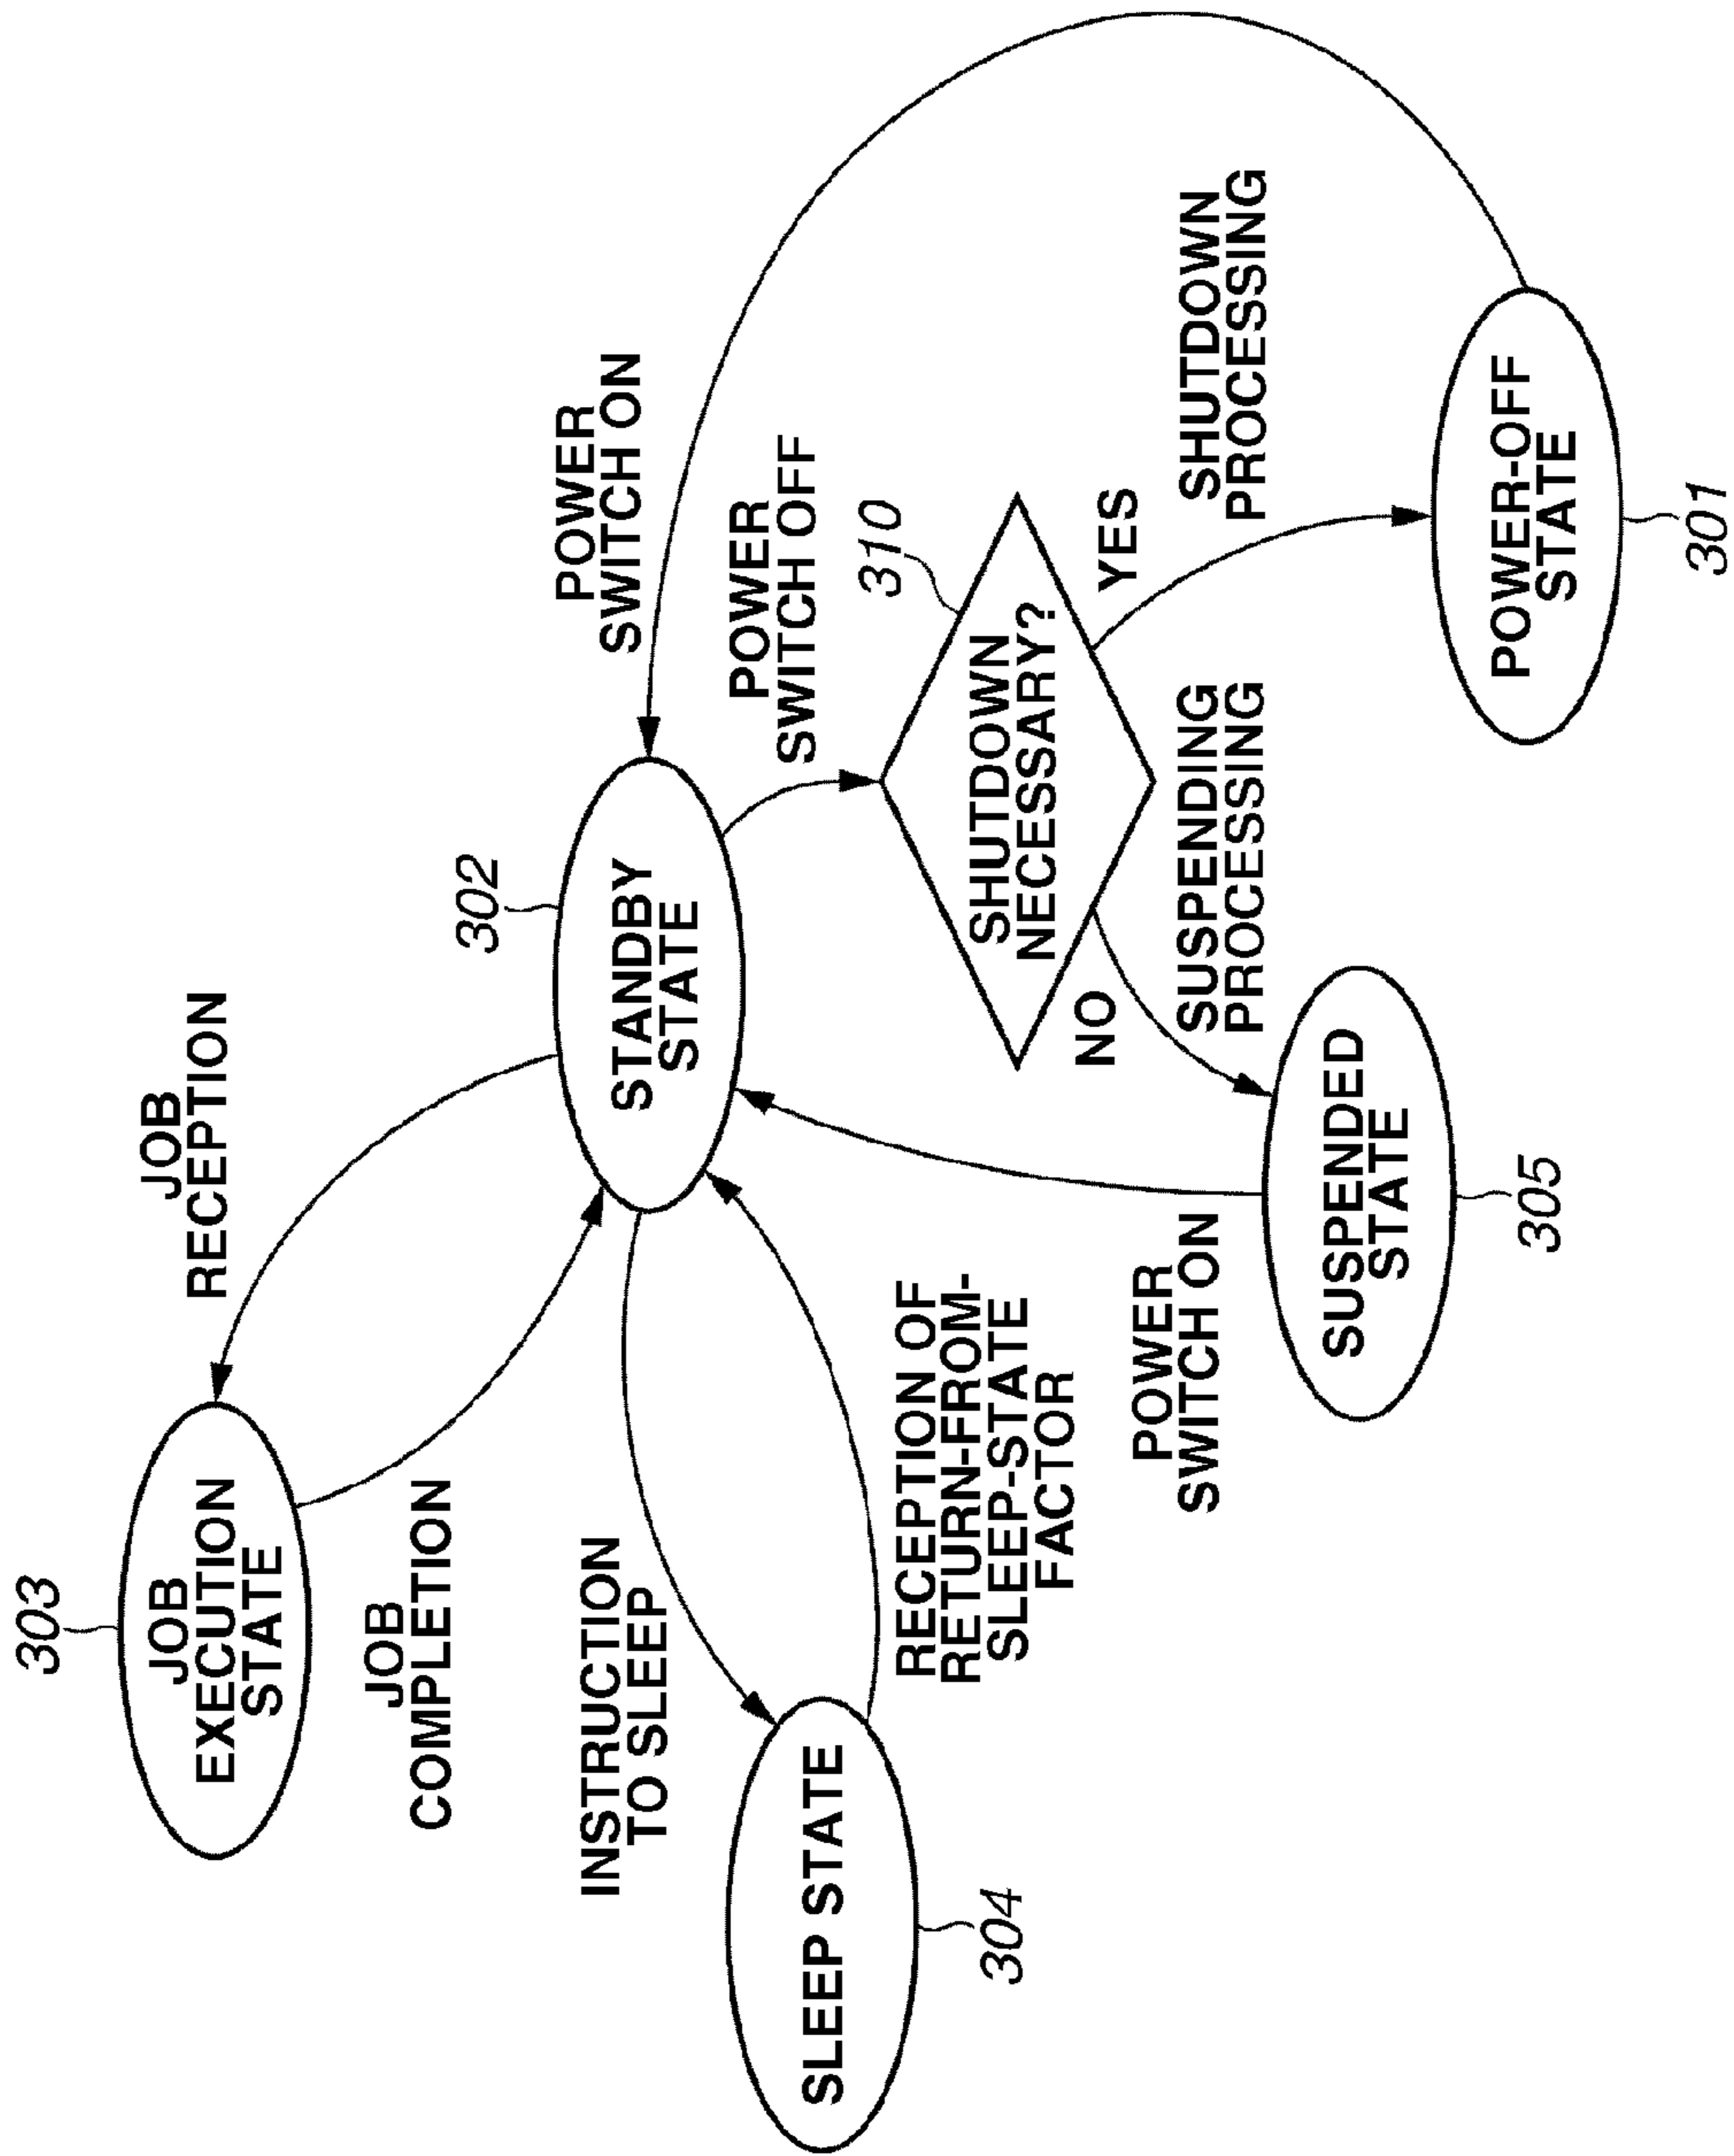 303
JOB
EXECUTION
STATE
JOB
RECEPTION
JOB
COMPLETION
302
STANDBY
STATE
POWER
SWITCH ON
INSTRUCTION
TO SLEEP
SLEEP STATE
304
RECEPTION OF
RETURN-FROM-
SLEEP-STATE
FACTOR
POWER
SWITCH OFF
310
SHUTDOWN
NECESSARY?
NO
YES
POWER
SWITCH ON
SUSPENDING
PROCESSING
SHUTDOWN
PROCESSING
SUSPENDED
STATE
305
POWER-OFF
STATE
301